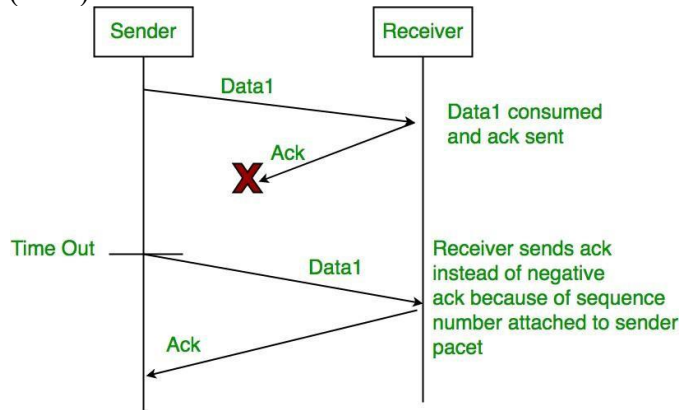 Sender
Receiver
Data1
Data1 consumed
and ack sent
Ack
X
Time Out
Data1
Receiver sends ack
instead of negative
ack because of sequence
number attached to sender
pacet
Ack